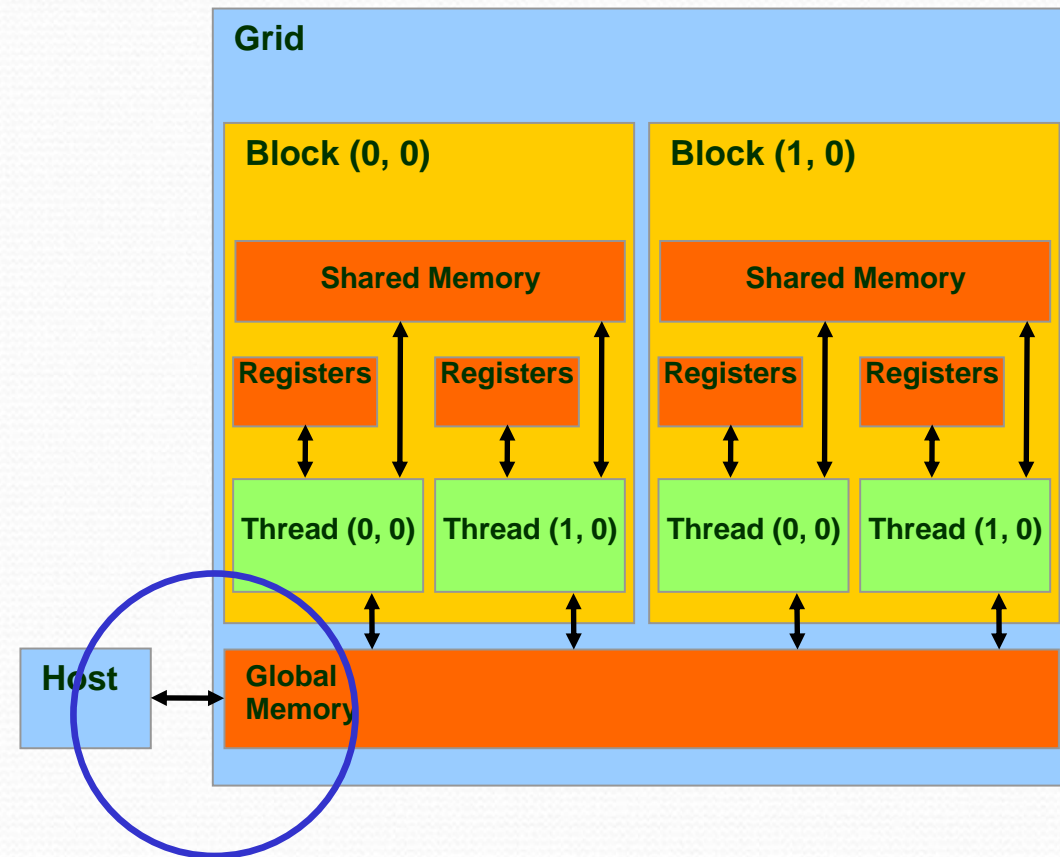 Grid
Block (0, 0)
Block (1, 0)
Shared Memory
Shared Memory
Registers
Registers
Registers
Registers
Thread (0, 0)
Thread (1, 0)
Thread (0, 0)
Thread (1, 0)
Host
Global
Memory